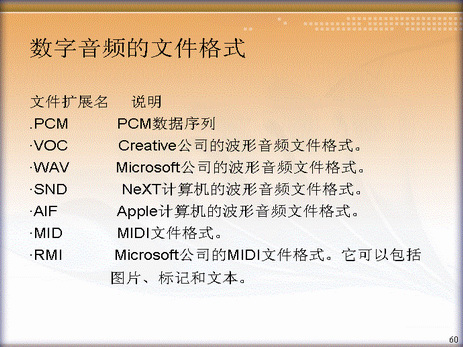 数字音频的文件格式
文件扩展名 说明
.PCM PCM数据序列
·VOC Creative公司的波形音频文件格式。
·WAV Microsoft公司的波形音频文件格式。
·SND NeXT计算机的波形音频文件格式。
·AIF Apple计算机的波形音频文件格式。
·MID MIDI文件格式。
·RMI Microsoft公司的MIDI文件格式。它可以包括
图片、标记和文本。
60